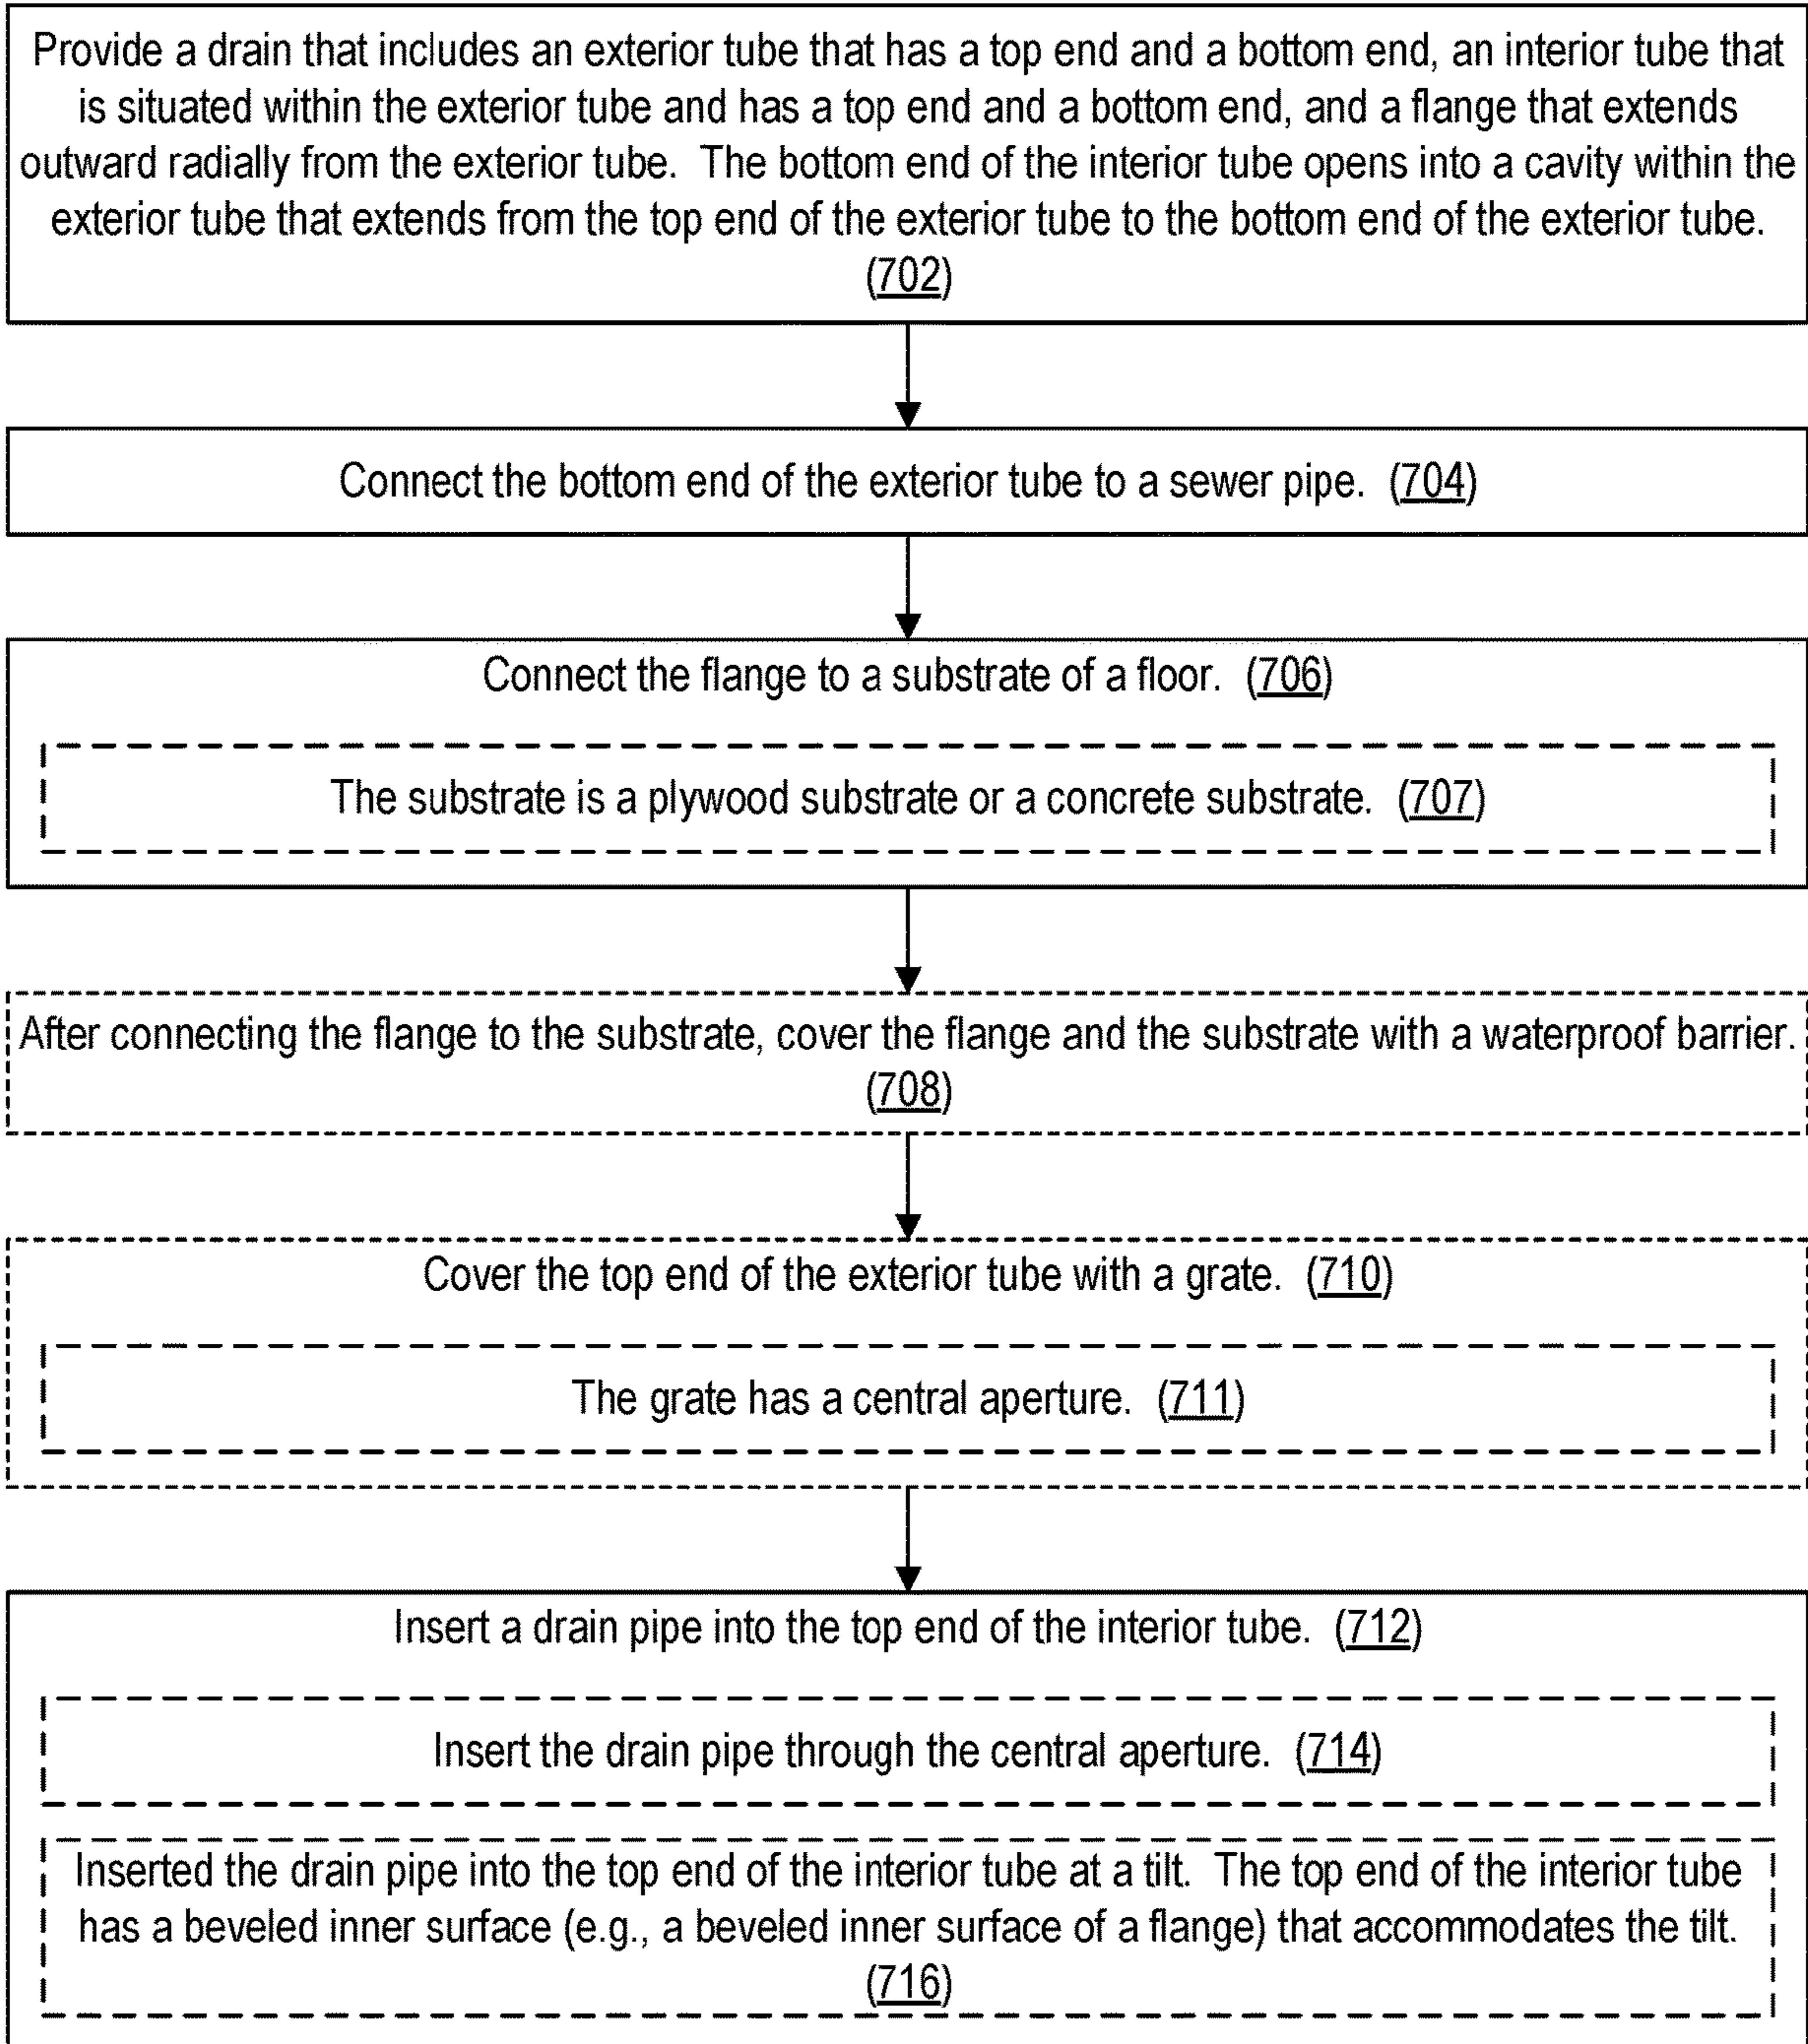 Provide a drain that includes an exterior tube that has a top end and a bottom end, an interior tube that
is situated within the exterior tube and has a top end and a bottom end, and a flange that extends
outward radially from the exterior tube.  The bottom end of the interior tube opens into a cavity within the
exterior tube that extends from the top end of the exterior tube to the bottom end of the exterior tube.
(702)
Connect the bottom end of the exterior tube to a sewer pipe.  (704)
Connect the flange to a substrate of a floor.  (706)
The substrate is a plywood substrate or a concrete substrate.  (707)
After connecting the flange to the substrate, cover the flange and the substrate with a waterproof barrier.
(708)
Cover the top end of the exterior tube with a grate.  (710)
The grate has a central aperture.  (711)
Insert a drain pipe into the top end of the interior tube.  (712)
Insert the drain pipe through the central aperture.  (714)
Inserted the drain pipe into the top end of the interior tube at a tilt.  The top end of the interior tube
has a beveled inner surface (e.g., a beveled inner surface of a flange) that accommodates the tilt.
(716)